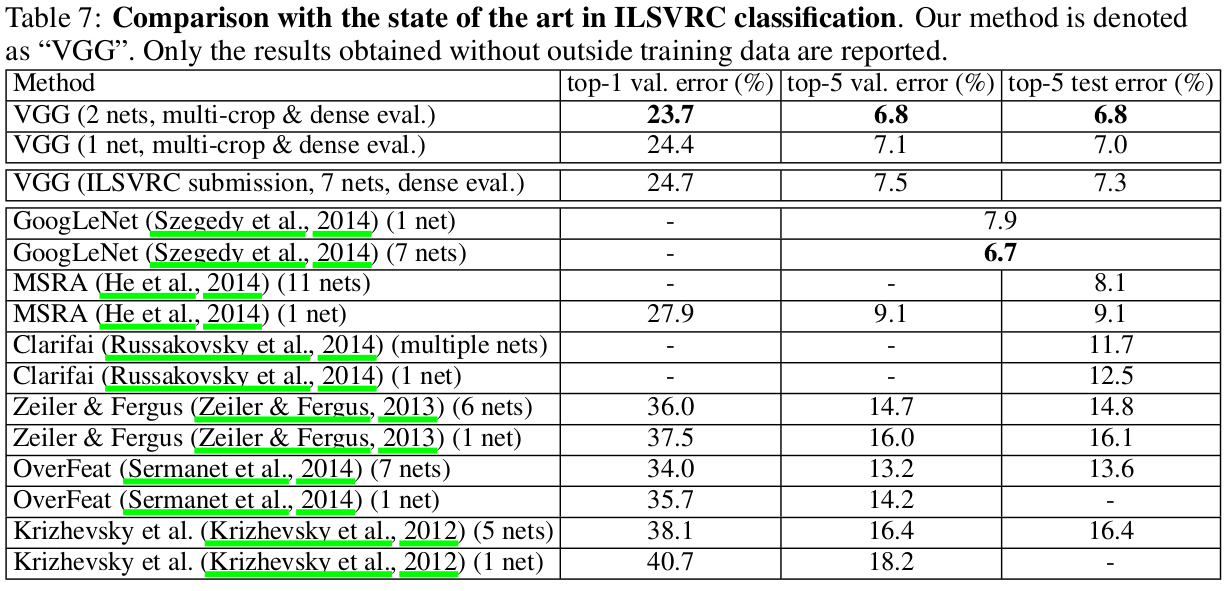 Table 7: Comparison with the state of the art in ILSVRC classification. Our method is denoted
as “VGG”. Only the results obtained without outside training data are reported.
Method top-1 val. error (%) top-5 val. error (%) top-5 test error (%)
VGG (2 nets, multi-crop & dense eval.) 23.7 6.8 6.8
VGG (1 net, multi-crop & dense eval.) 24.4 7.1 7.0
VGG (ILSVRC submission, 7 nets, dense eval.) 24.7 7.5 7.3
GoogLeNet (Szegedy et al., 2014) (1 net) - 7.9
GoogLeNet (Szegedy et al., 2014) (7 nets) - 6.7
MSRA (He et al., 2014) (11 nets) - - 8.1
MSRA (He et al., 2014) (1 net) 27.9 9.1 9.1
Clarifai (Russakovsky et al., 2014) (multiple nets) - - 11.7
Clarifai (Russakovsky et al., 2014) (1 net) - - 12.5
Zeiler & Fergus (Zeiler & Fergus, 2013) (6 nets) 36.0 14.7 14.8
Zeiler & Fergus (Zeiler & Fergus, 2013) (1 net) 37.5 16.0 16.1
OverFeat (Sermanet et al., 2014) (7 nets) 34.0 13.2 13.6
OverFeat (Sermanet et al., 2014) (1 net) 35.7 14.2 -
Krizhevsky et al. (Krizhevsky et al., 2012) (5 nets) 38.1 16.4 16.4
Krizhevsky et al. (Krizhevsky et al., 2012) (1 net) 40.7 18.2 -